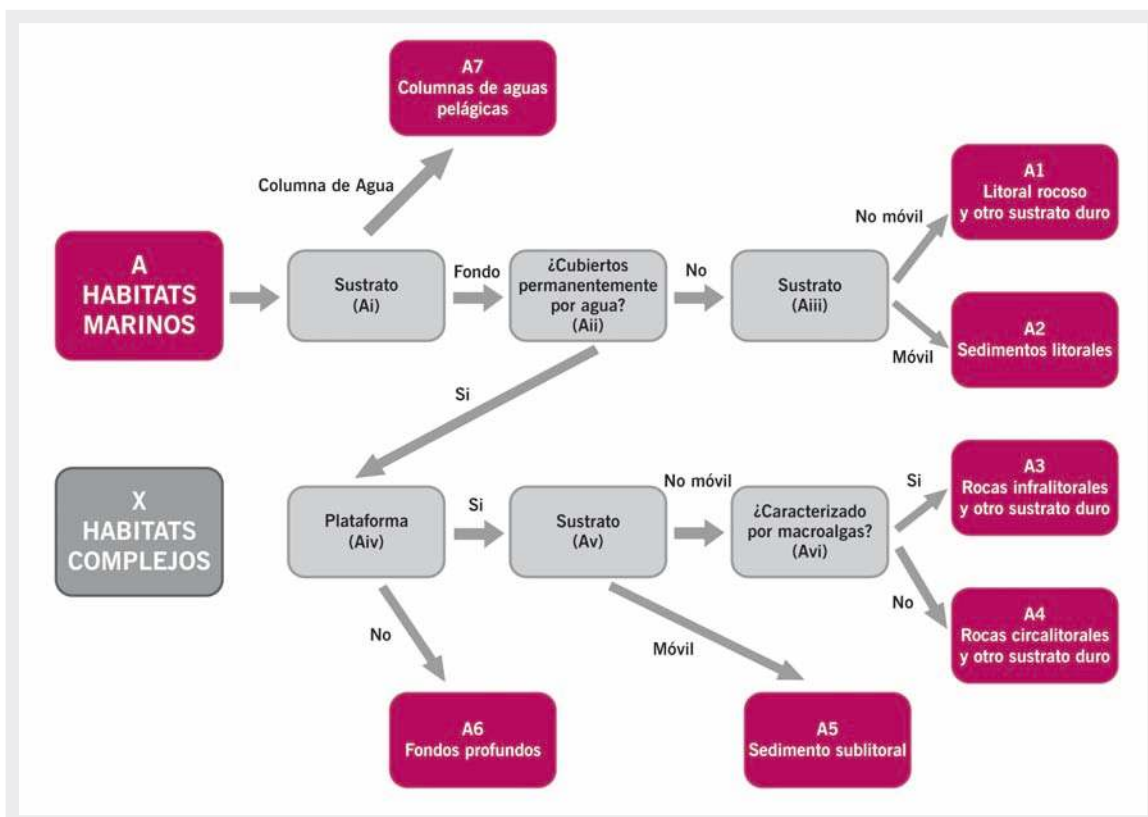 A7
Columnas de aguas
pelágicas
Columna de Agua
A
HABITATS
MARINOS
Sustrato
(Ai)
Fondo
¿Cubiertos
permanentemente
por agua?
(Aii)
No
Sustrato
(Aiii)
No móvil
A1
Litoral rocoso
y otro sustrato duro
Móvil
A2
Sedimentos litorales
Si
X
HABITATS
COMPLEJOS
Plataforma
(Aiv)
Si
Sustrato
(Av)
No móvil
¿Caracterizado
por macroalgas?
(Avi)
Si
A3
Rocas infralitorales
y otro sustrato duro
No
A4
Rocas circalitorales
y otro sustrato duro
No
A6
Fondos profundos
Móvil
A5
Sedimento sublitoral